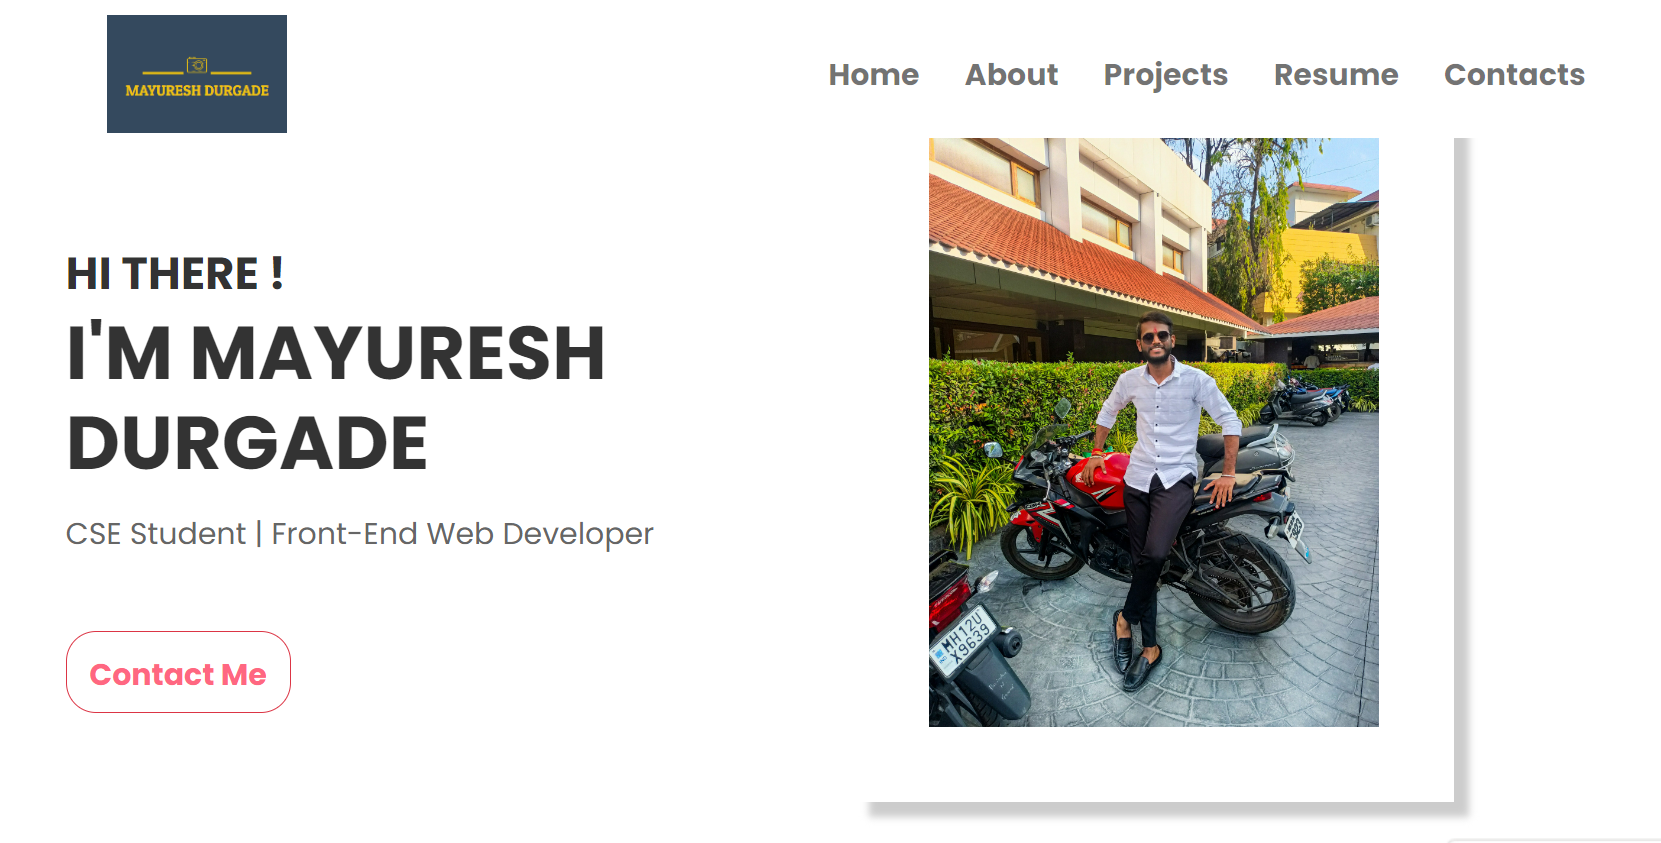 MAYURESH DURGADE
Home About Projects Resume Contacts
HI THERE !
I'M MAYURESH
DURGADE
CSE Student | Front-End Web Developer
Contact Me
MH12U
X9639